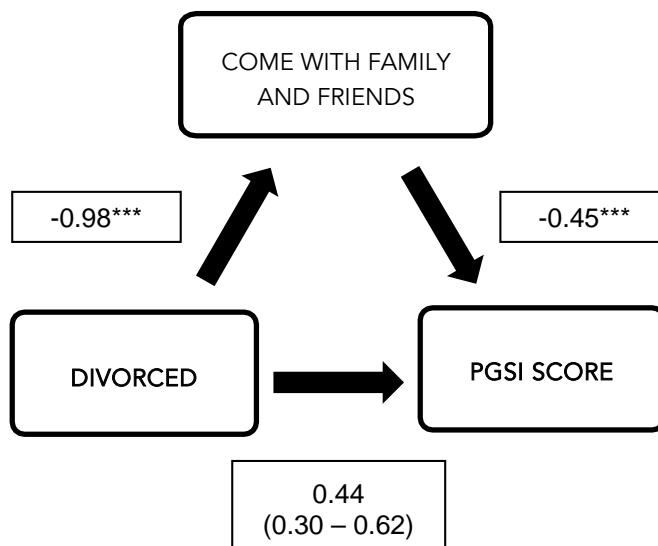 COME WITH FAMILY
AND FRIENDS
-0.98***
-0.45***
DIVORCED
PGSI SCORE
0.44
(0.30 – 0.62)